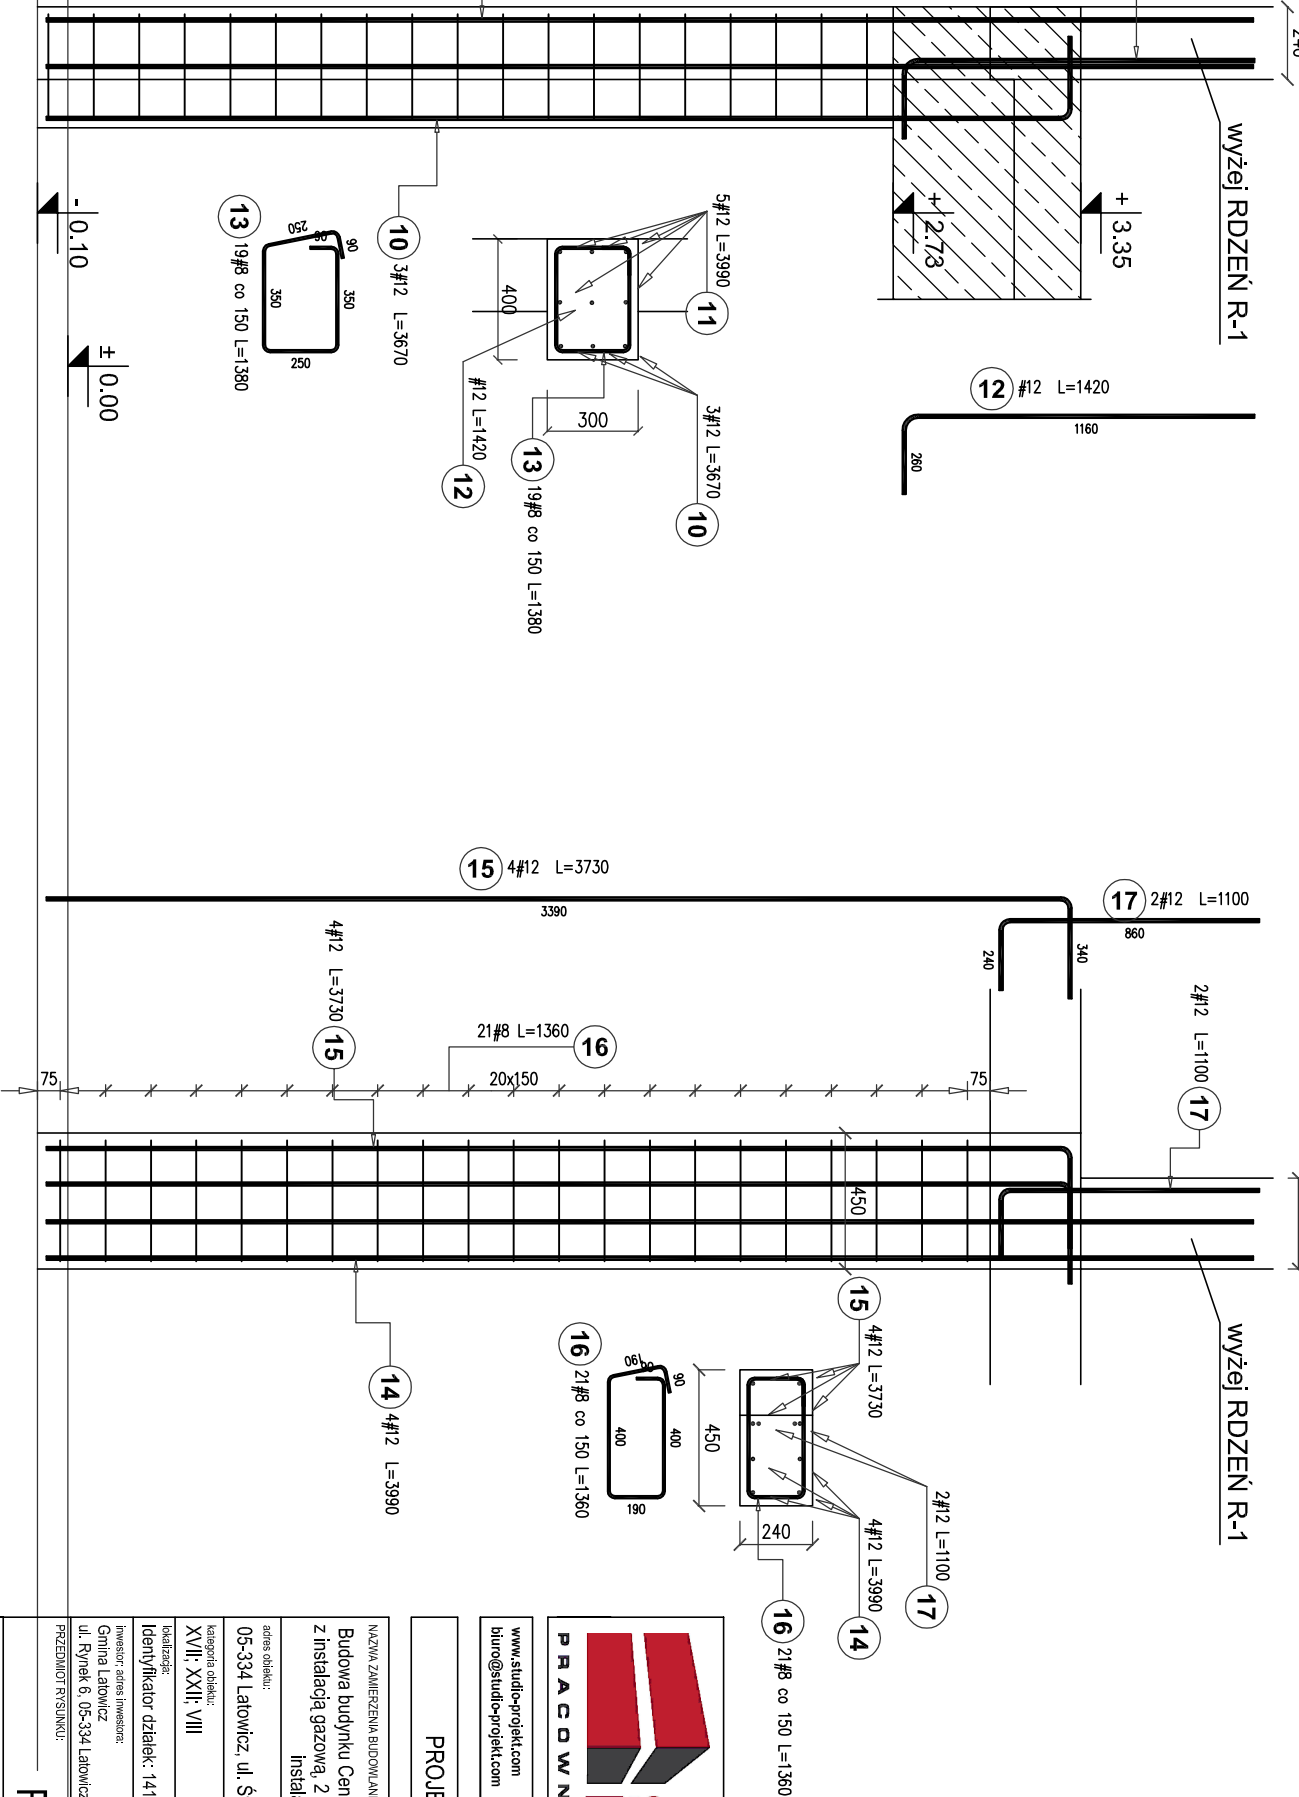 240
wyżej RDZEŃ R-1
+ 3.35
+ 2.73
- 0.10
± 0.00
13 19#8 co 150 L=1380
250
90
90
350
350
250
10 3#12 L=3670
5#12 L=3990
11
400
300
#12 L=1420
12
13 19#8 co 150 L=1380
3#12 L=3670
10
12 #12 L=1420
1160
260
15 4#12 L=3730
3390
340
17 2#12 L=1100
860
240
4#12 L=3730
15
21#8 L=1360 16
75
20x150
75
2#12 L=1100
17
450
wyżej RDZEŃ R-1
14 4#12 L=3990
16 21#8 co 150 L=1360
190
90
90
400
400
190
15 4#12 L=3730
450
240
2#12 L=1100
17
4#12 L=3990
14
16 21#8 co 150 L=1360
PRACOWN
www.studio-projekt.com
biuro@studio-projekt.com
PROJE
NAZWA ZAMIERZENIA BUDOWLAN
Budowa budynku Cen
z instalacją gazową, 2
instala
adres obiektu:
05-334 Latowicz, ul. Ś
kategoria obiektu:
XVII; XXII; VIII
lokalizacja:
Identyfikator działek: 141
inwestor; adres inwestora:
Gmina Latowicz
ul. Rynek 6, 05-334 Latowicz
PRZEDMIOT RYSUNKU: